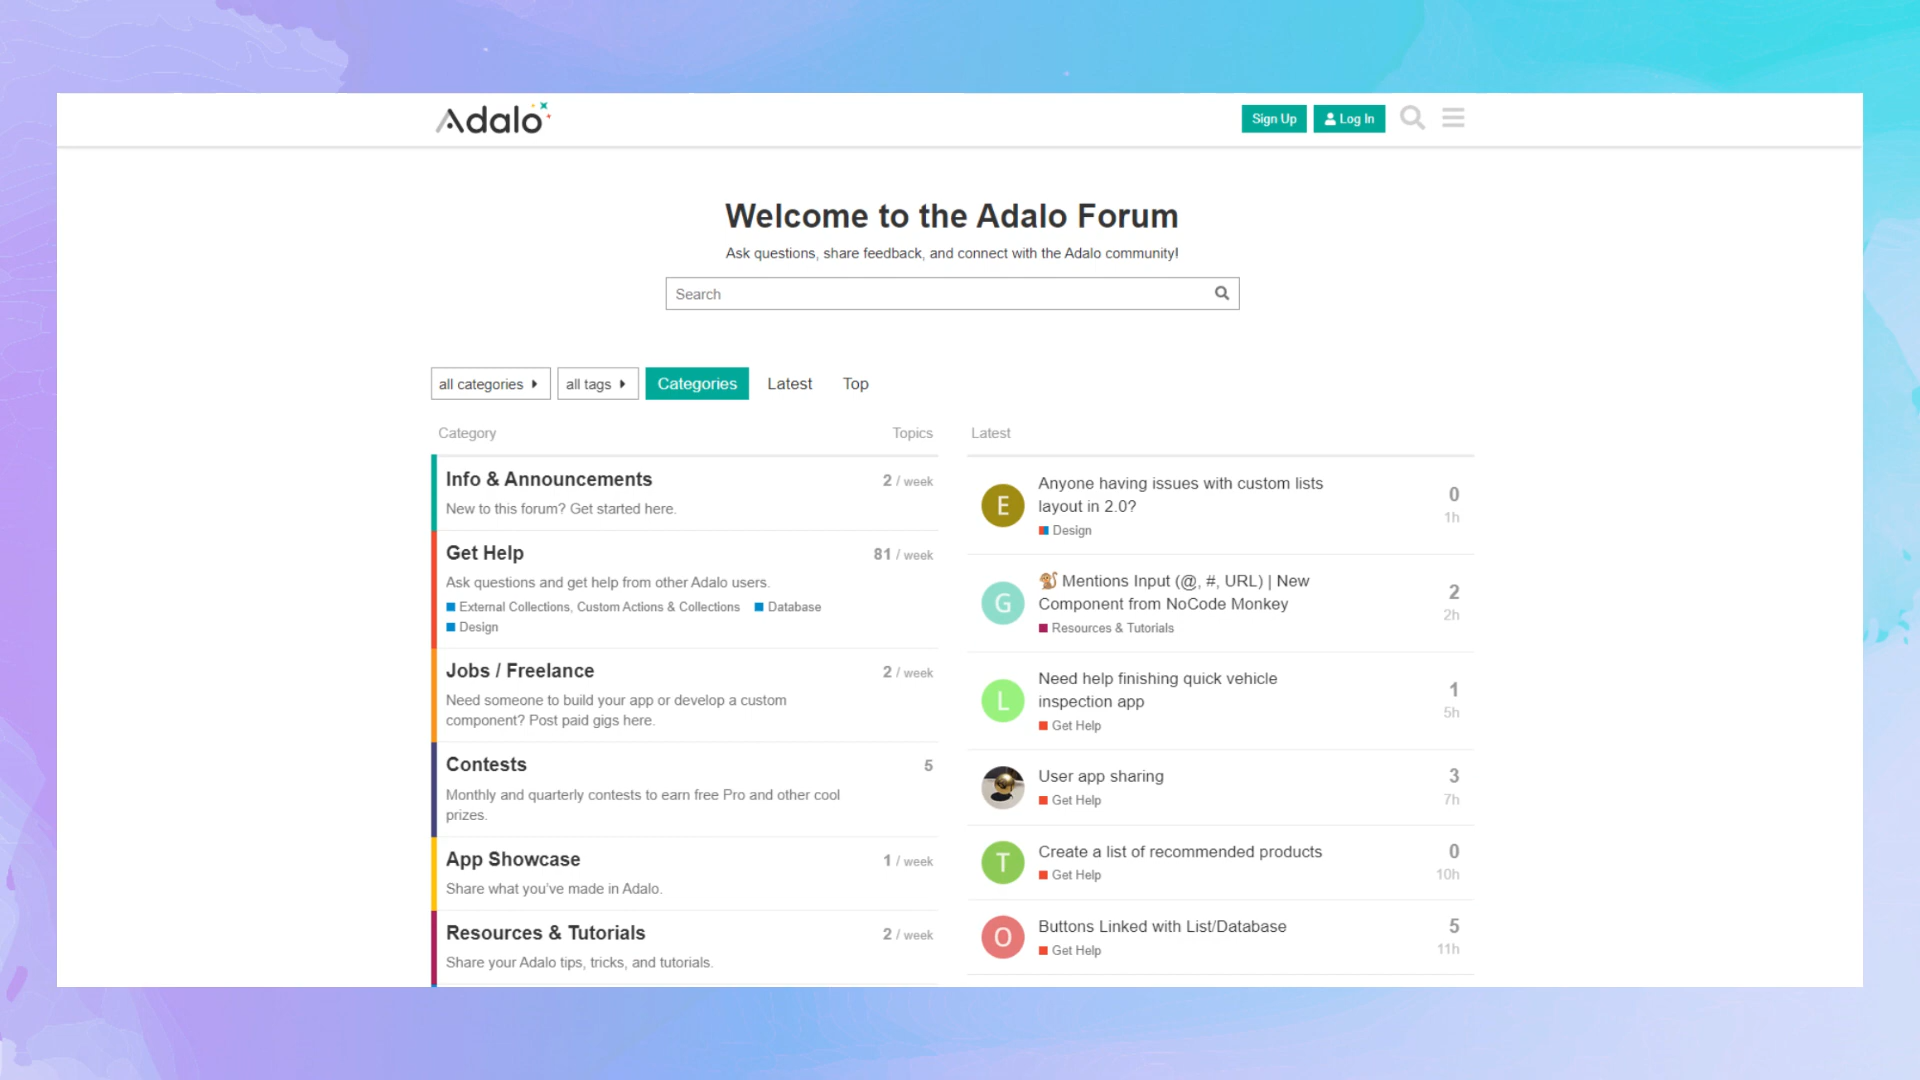 Adalo
Sign Up
Log In
Welcome to the Adalo Forum
Ask questions, share feedback, and connect with the Adalo community!
Search
all categories
all tags
Categories
Latest
Top
Category
Topics
Info & Announcements
2 / week
New to this forum? Get started here.
Get Help
81 / week
Ask questions and get help from other Adalo users.
External Collections, Custom Actions & Collections
Database
Design
Jobs / Freelance
2 / week
Need someone to build your app or develop a custom
component? Post paid gigs here.
Contests
5
Monthly and quarterly contests to earn free Pro and other cool
prizes.
App Showcase
1 / week
Share what you've made in Adalo.
Resources & Tutorials
2 / week
Share your Adalo tips, tricks, and tutorials.
Latest
E
Anyone having issues with custom lists
layout in 2.0?
Design
0
1h
G
Mentions Input (@, #, URL) | New
Component from NoCode Monkey
Resources & Tutorials
2
2h
L
Need help finishing quick vehicle
inspection app
Get Help
1
5h
User app sharing
Get Help
3
7h
T
Create a list of recommended products
Get Help
0
10h
O
Buttons Linked with List/Database
Get Help
5
11h